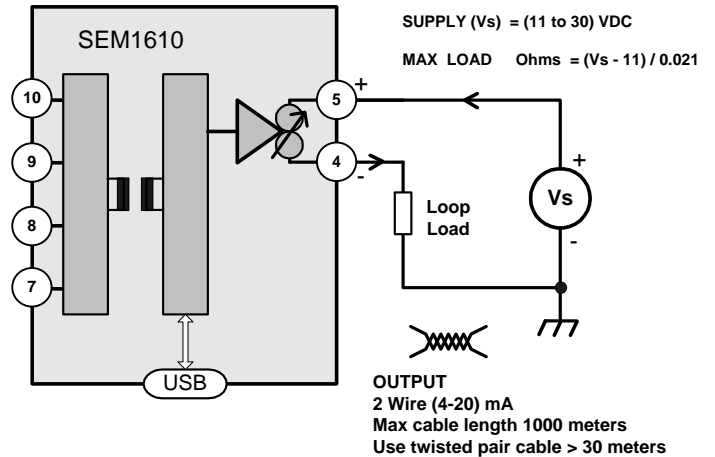 SUPPLY (Vs) = (11 to 30) VDC
SEM1610
MAX LOAD Ohms = (Vs - 11) / 0.021
10
5
+
9
4
-
+
Vs
-
Loop
Load
8
7
USB
OUTPUT
2 Wire (4-20) mA
Max cable length 1000 meters
Use twisted pair cable > 30 meters